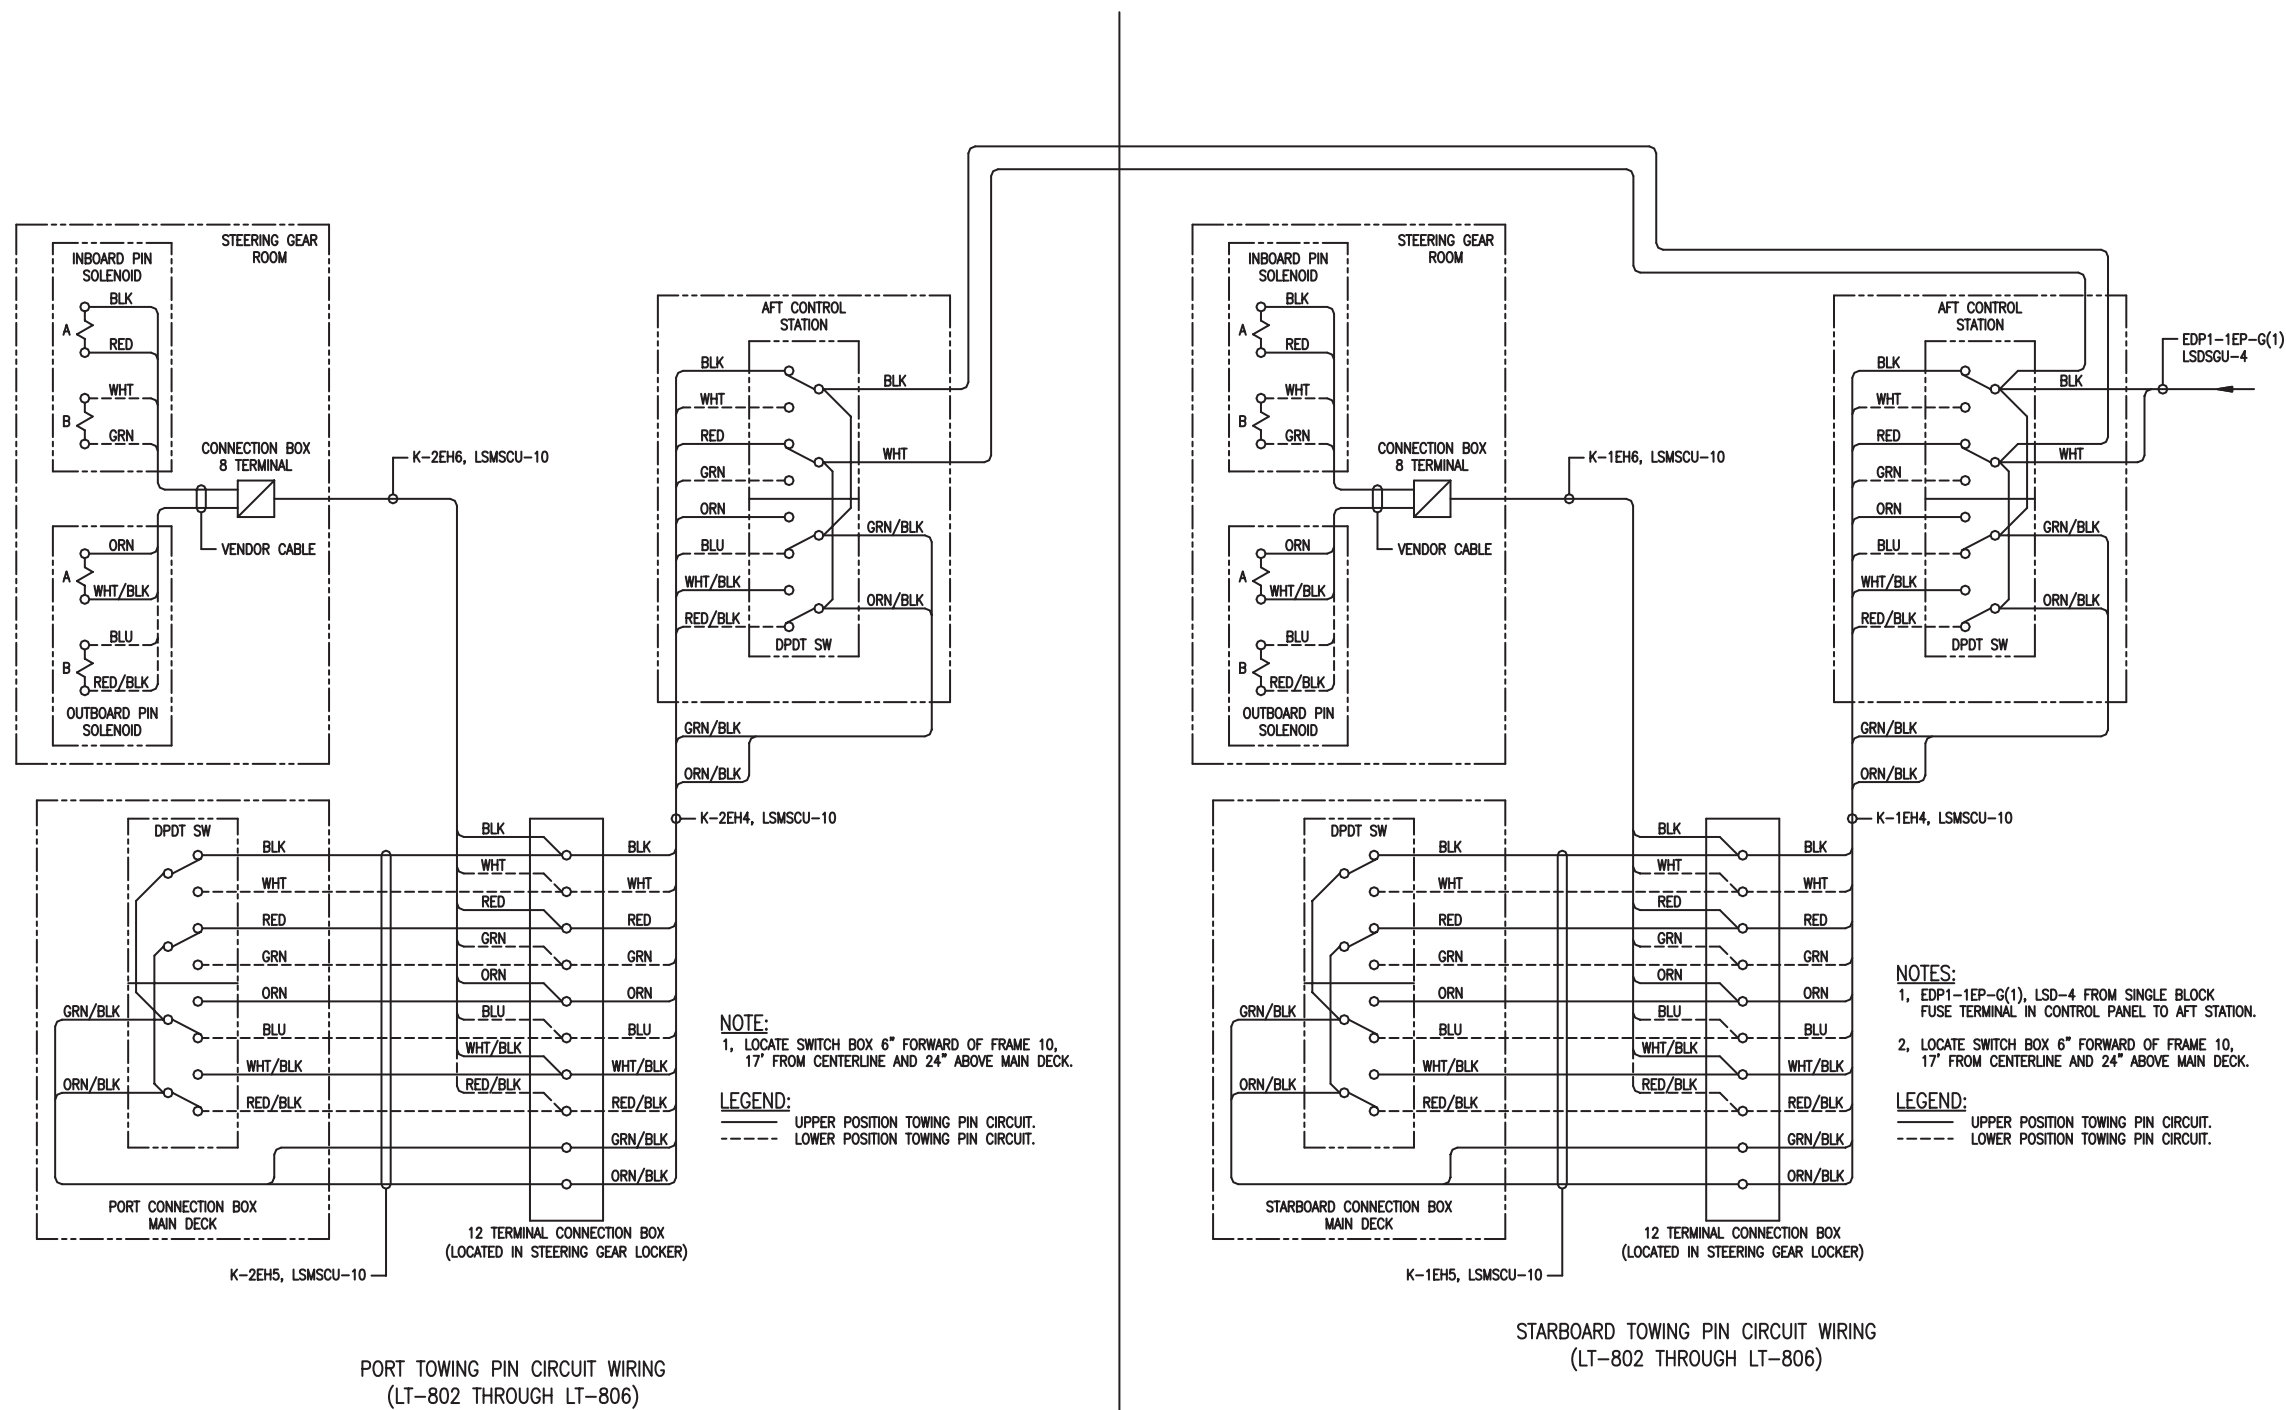 STEERING GEAR
ROOM
INBOARD PIN
SOLENOID
BLK
A
RED
WHT
B
GRN
CONNECTION BOX
8 TERMINAL
K-2EH6, LSMSCU-10
VENDOR CABLE
ORN
A
WHT/BLK
BLU
B
RED/BLK
OUTBOARD PIN
SOLENOID
AFT CONTROL
STATION
BLK
BLK
WHT
RED
WHT
GRN
ORN
GRN/BLK
BLU
WHT/BLK
ORN/BLK
RED/BLK
DPDT SW
GRN/BLK
ORN/BLK
K-2EH4, LSMSCU-10
DPDT SW
BLK
WHT
RED
GRN
ORN
GRN/BLK
BLU
WHT/BLK
ORN/BLK
RED/BLK
PORT CONNECTION BOX
MAIN DECK
BLK
WHT
RED
GRN
ORN
BLU
WHT/BLK
RED/BLK
BLK
WHT
RED
GRN
ORN
BLU
WHT/BLK
RED/BLK
GRN/BLK
ORN/BLK
12 TERMINAL CONNECTION BOX
(LOCATED IN STEERING GEAR LOCKER)
K-2EH5, LSMSCU-10
NOTE:
1, LOCATE SWITCH BOX 6" FORWARD OF FRAME 10,
17' FROM CENTERLINE AND 24" ABOVE MAIN DECK.
LEGEND:
UPPER POSITION TOWING PIN CIRCUIT.
LOWER POSITION TOWING PIN CIRCUIT.
PORT TOWING PIN CIRCUIT WIRING
(LT-802 THROUGH LT-806)
STEERING GEAR
ROOM
INBOARD PIN
SOLENOID
BLK
A
RED
WHT
B
GRN
CONNECTION BOX
8 TERMINAL
K-1EH6, LSMSCU-10
VENDOR CABLE
ORN
A
WHT/BLK
BLU
B
RED/BLK
OUTBOARD PIN
SOLENOID
AFT CONTROL
STATION
EDP1-1EP-G(1)
LSDSGU-4
BLK
BLK
WHT
RED
WHT
GRN
ORN
GRN/BLK
BLU
WHT/BLK
ORN/BLK
RED/BLK
DPDT SW
GRN/BLK
ORN/BLK
K-1EH4, LSMSCU-10
DPDT SW
BLK
WHT
RED
GRN
ORN
GRN/BLK
BLU
WHT/BLK
ORN/BLK
RED/BLK
STARBOARD CONNECTION BOX
MAIN DECK
BLK
WHT
RED
GRN
ORN
BLU
WHT/BLK
RED/BLK
BLK
WHT
RED
GRN
ORN
BLU
WHT/BLK
RED/BLK
GRN/BLK
ORN/BLK
12 TERMINAL CONNECTION BOX
(LOCATED IN STEERING GEAR LOCKER)
K-1EH5, LSMSCU-10
NOTES:
1, EDP1-1EP-G(1), LSD-4 FROM SINGLE BLOCK
FUSE TERMINAL IN CONTROL PANEL TO AFT STATION.
2, LOCATE SWITCH BOX 6" FORWARD OF FRAME 10,
17' FROM CENTERLINE AND 24" ABOVE MAIN DECK.
LEGEND:
UPPER POSITION TOWING PIN CIRCUIT.
LOWER POSITION TOWING PIN CIRCUIT.
STARBOARD TOWING PIN CIRCUIT WIRING
(LT-802 THROUGH LT-806)